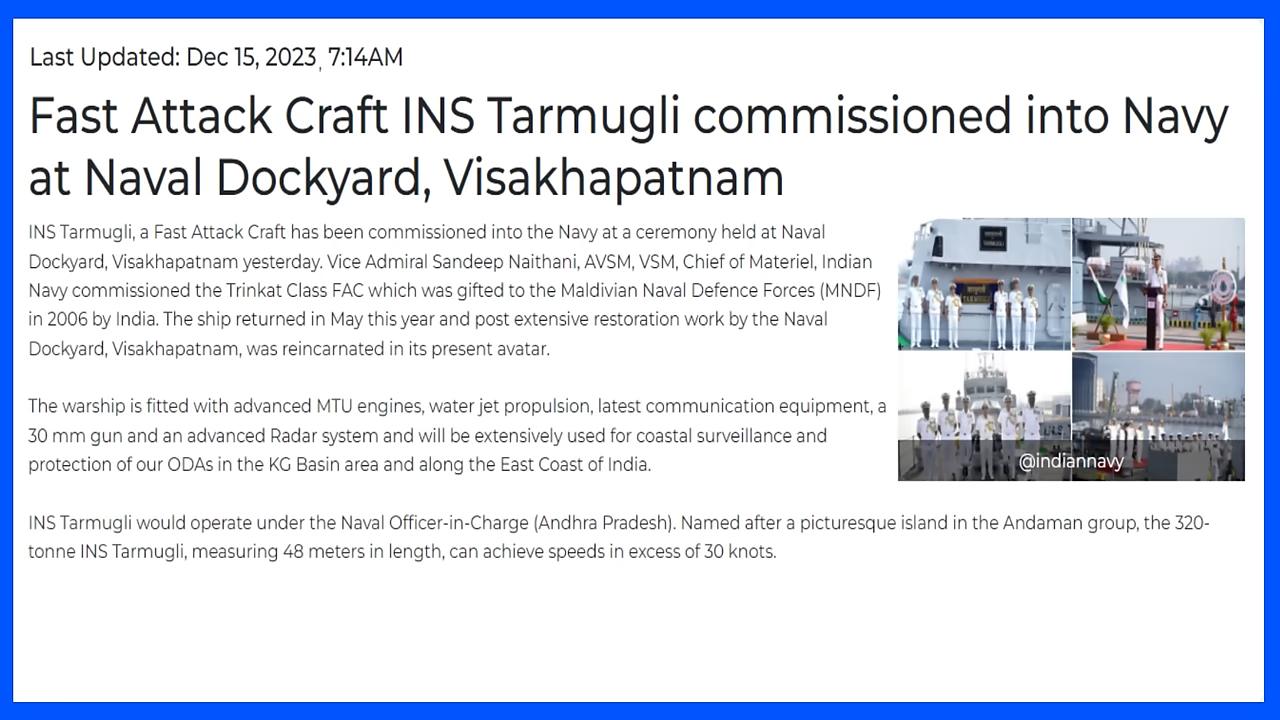 Last Updated: Dec 15, 2023, 7:14AM
Fast Attack Craft INS Tarmugli commissioned into Navy
at Naval Dockyard, Visakhapatnam
INS Tarmugli, a Fast Attack Craft has been commissioned into the Navy at a ceremony held at Naval
Dockyard, Visakhapatnam yesterday. Vice Admiral Sandeep Naithani, AVSM, VSM, Chief of Materiel, Indian
Navy commissioned the Trinkat Class FAC which was gifted to the Maldivian Naval Defence Forces (MNDF)
in 2006 by India. The ship returned in May this year and post extensive restoration work by the Naval
Dockyard, Visakhapatnam, was reincarnated in its present avatar.
The warship is fitted with advanced MTU engines, water jet propulsion, latest communication equipment, a
30 mm gun and an advanced Radar system and will be extensively used for coastal surveillance and
protection of our ODAs in the KG Basin area and along the East Coast of India.
INS Tarmugli would operate under the Naval Officer-in-Charge (Andhra Pradesh). Named after a picturesque island in the Andaman group, the 320-
tonne INS Tarmugli, measuring 48 meters in length, can achieve speeds in excess of 30 knots.
TARMUGLI
@indiannavy